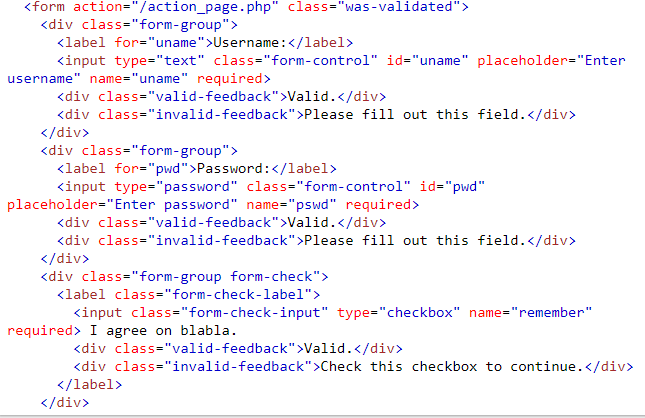 <form action="/action_page.php" class="was-validated">
<div class="form-group">
<label for="uname">Username:</label>
<input type="text" class="form-control" id="uname" placeholder="Enter
username" name="uname" required>
<div class="valid-feedback">Valid.</div>
<div class="invalid-feedback">Please fill out this field.</div>
</div>
<div class="form-group">
<label for="pwd">Password:</label>
<input type="password" class="form-control" id="pwd"
placeholder="Enter password" name="pswd" required>
<div class="valid-feedback">Valid.</div>
<div class="invalid-feedback">Please fill out this field.</div>
</div>
<div class="form-group form-check">
<label class="form-check-label">
<input class="form-check-input" type="checkbox" name="remember"
required> I agree on blabla.
<div class="valid-feedback">Valid.</div>
<div class="invalid-feedback">Check this checkbox to continue.</div>
</label>
</div>